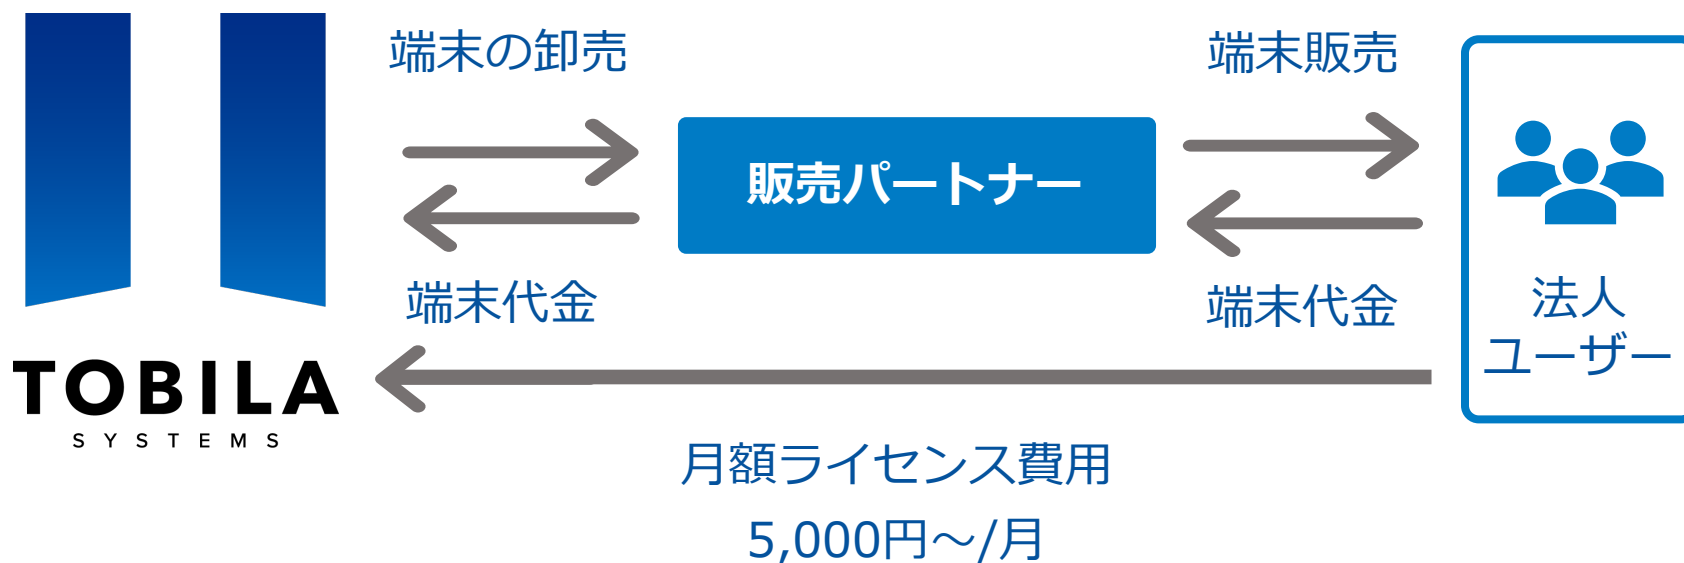 端末の卸売
端末販売
販売パートナー
端末代金
端末代金
法人
ユーザー
TOBILA
SYSTEMS
月額ライセンス費用
5,000円～/月